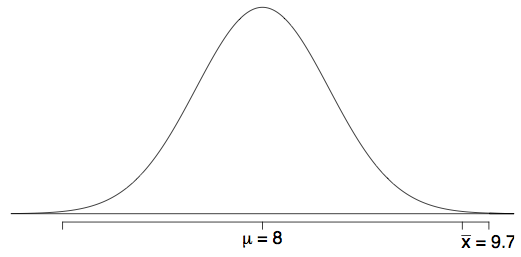 μ = 8
x̄ = 9.7